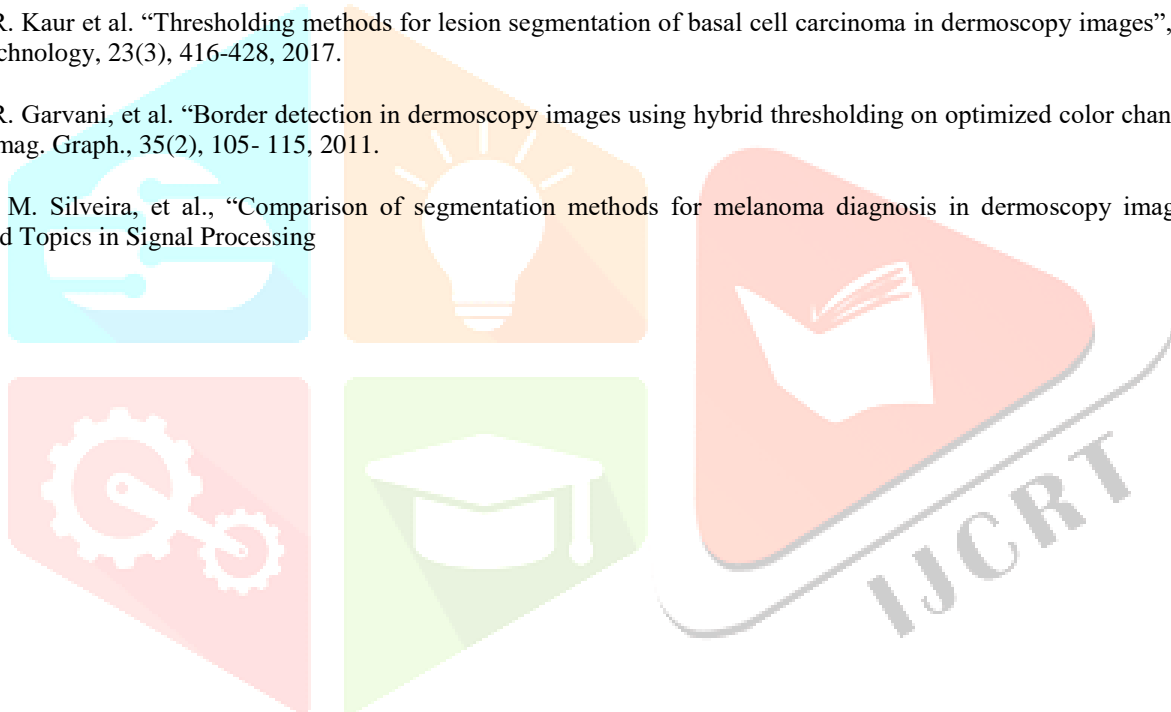 R. Kaur et al. “Thresholding methods for lesion segmentation of basal cell carcinoma in dermoscopy images”,
chnology, 23(3), 416-428, 2017.
R. Garvani, et al. “Border detection in dermoscopy images using hybrid thresholding on optimized color chan
mag. Graph., 35(2), 105- 115, 2011.
M. Silveira, et al., “Comparison of segmentation methods for melanoma diagnosis in dermoscopy imag
d Topics in Signal Processing
IJCRT